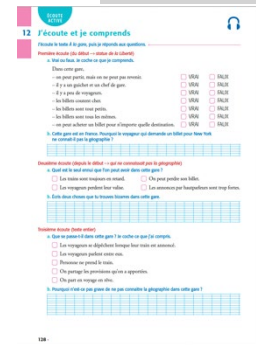 ÉCOUTE
ACTIVE
12 J'écoute et je comprends
J'écoute le texte À la gare, puis je réponds aux questions.
Première écoute (du début → statue de la Liberté)
a. Vrai ou faux. Je coche ce que je comprends.
Dans cette gare,
– on peut partir, mais on ne peut pas revenir. VRAI FAUX
– il y a un guichet et un chef de gare. VRAI FAUX
– il y a peu de voyageurs. VRAI FAUX
– les billets coûtent cher. VRAI FAUX
– les billets sont tout petits. VRAI FAUX
– les billets sont tous les mêmes. VRAI FAUX
– on peut acheter un billet pour n'importe quelle destination. VRAI FAUX
b. Cette gare est en France. Pourquoi le voyageur qui demande un billet pour New York
ne connaît-il pas la géographie ?
Deuxième écoute (depuis le début → qui ne connaissait pas la géographie)
a. Quel est le seul ennui que l'on peut avoir dans cette gare ?
Les trains sont toujours en retard. On peut perdre son billet.
Les voyageurs perdent leur valise. Les annonces par haut-parleurs sont trop fortes.
b. Écris deux choses que tu trouves bizarres dans cette gare.
Troisième écoute (texte entier)
a. Que se passe-t-il dans cette gare ? Je coche ce que j'ai compris.
Les voyageurs se dépêchent lorsque leur train est annoncé.
Les voyageurs parlent entre eux.
Personne ne prend le train.
On partage les provisions qu'on a apportées.
On part en voyage en rêve.
b. Pourquoi n'est-ce pas grave de ne pas connaître la géographie dans cette gare ?
128